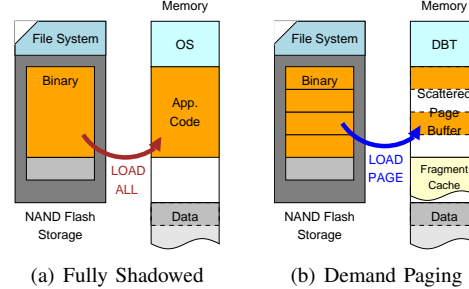 Memory
File System
OS
Binary
App.
Code
LOAD
ALL
Data
NAND Flash
Storage
(a) Fully Shadowed
Memory
File System
DBT
Binary
Scattered
Page
Buffer
LOAD
PAGE
Fragment
Cache
Data
NAND Flash
Storage
(b) Demand Paging